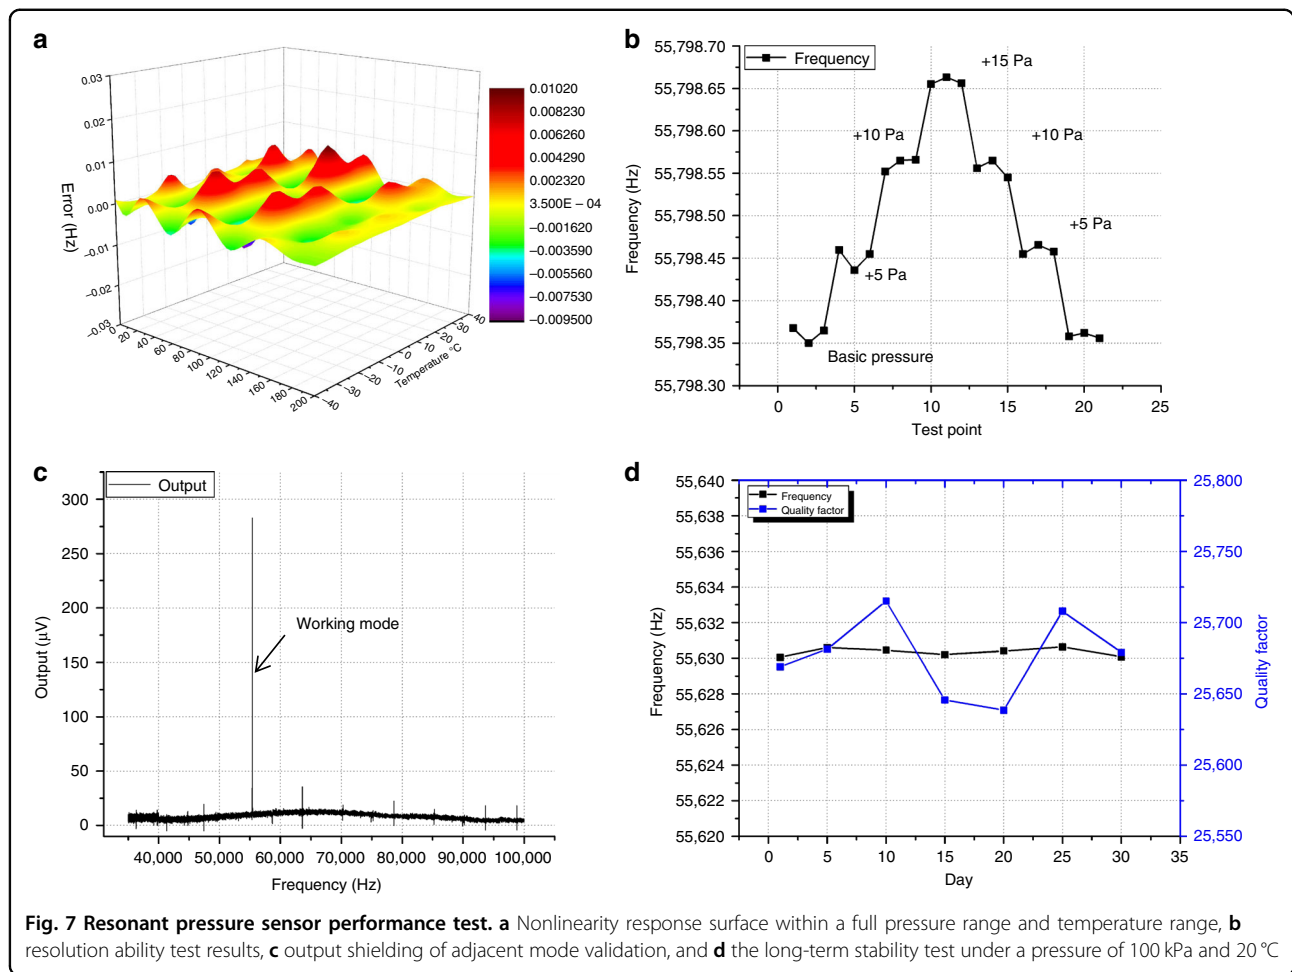 a
0.03
0.02
0.01
0.00
−0.01
−0.02
−0.03
Error (Hz)
0
20
40
60
80
100
120
140
160
180
200
−40
−30
−20
−10
0
10
20
30
40
Temperature °C
0.01020
0.008230
0.006260
0.004290
0.002320
3.500E − 04
−0.001620
−0.003590
−0.005560
−0.007530
−0.009500
b
55,798.70
55,798.65
55,798.60
55,798.55
55,798.50
55,798.45
55,798.40
55,798.35
55,798.30
Frequency (Hz)
Frequency
+15 Pa
+10 Pa
+10 Pa
+5 Pa
+5 Pa
Basic pressure
0 5 10 15 20 25
Test point
c
300
250
200
150
100
50
0
Output (µV)
Output
Working mode
40,000 50,000 60,000 70,000 80,000 90,000 100,000
Frequency (Hz)
d
55,640
55,638
55,636
55,634
55,632
55,630
55,628
55,626
55,624
55,622
55,620
Frequency (Hz)
Frequency
Quality factor
25,800
25,750
25,700
25,650
25,600
25,550
Quality factor
0 5 10 15 20 25 30 35
Day
Fig. 7 Resonant pressure sensor performance test. a Nonlinearity response surface within a full pressure range and temperature range, b
resolution ability test results, c output shielding of adjacent mode validation, and d the long-term stability test under a pressure of 100 kPa and 20 °C